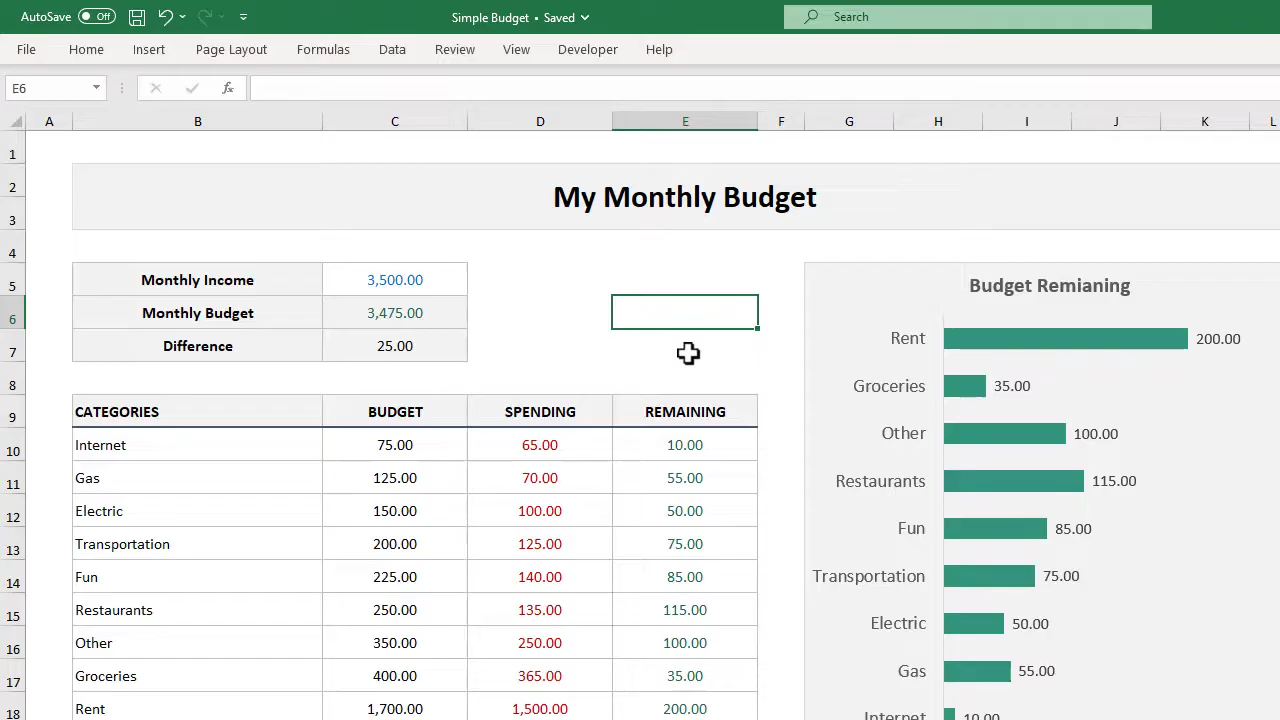 AutoSave Off Simple Budget • Saved Search
File Home Insert Page Layout Formulas Data Review View Developer Help
E6 fx
A B C D E F G H I J K L
1
2
3 My Monthly Budget
4
5 Monthly Income 3,500.00
6 Monthly Budget 3,475.00
7 Difference 25.00
8
9 CATEGORIES BUDGET SPENDING REMAINING
10 Internet 75.00 65.00 10.00
11 Gas 125.00 70.00 55.00
12 Electric 150.00 100.00 50.00
13 Transportation 200.00 125.00 75.00
14 Fun 225.00 140.00 85.00
15 Restaurants 250.00 135.00 115.00
16 Other 350.00 250.00 100.00
17 Groceries 400.00 365.00 35.00
18 Rent 1,700.00 1,500.00 200.00
Budget Remianing
Rent 200.00
Groceries 35.00
Other 100.00
Restaurants 115.00
Fun 85.00
Transportation 75.00
Electric 50.00
Gas 55.00
Internet 10.00